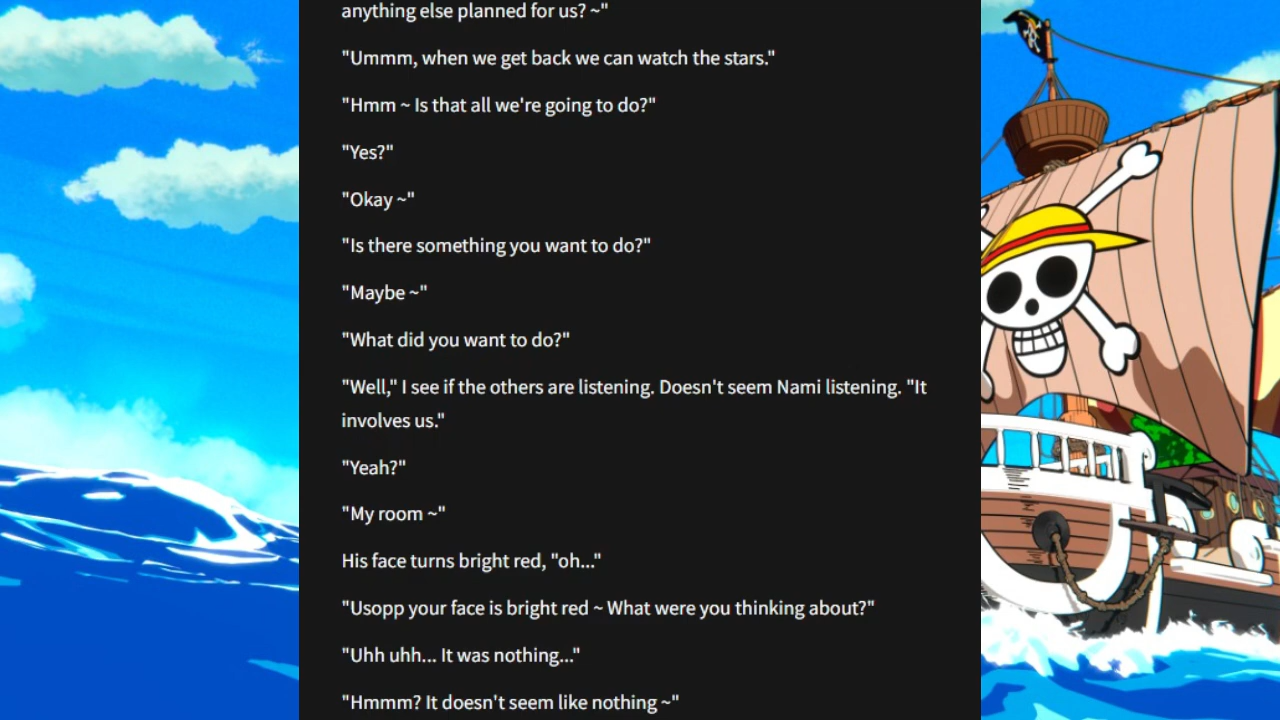 anything else planned for us? ~"
"Ummm, when we get back we can watch the stars."
"Hmm ~ Is that all we're going to do?"
"Yes?"
"Okay ~"
"Is there something you want to do?"
"Maybe ~"
"What did you want to do?"
"Well," I see if the others are listening. Doesn't seem Nami listening. "It
involves us."
"Yeah?"
"My room ~"
His face turns bright red, "oh..."
"Usopp your face is bright red ~ What were you thinking about?"
"Uhh uhh... It was nothing..."
"Hmmm? It doesn't seem like nothing ~"